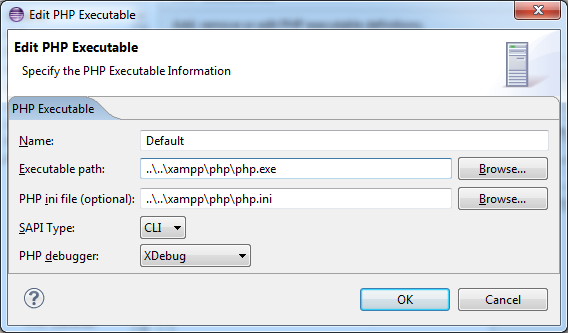 Edit PHP Executable
Edit PHP Executable
Specify the PHP Executable Information
PHP Executable
Name: Default
Executable path: ..\..\xampp\php\php.exe Browse...
PHP ini file (optional): ..\..\xampp\php\php.ini Browse...
SAPI Type: CLI
PHP debugger: XDebug
? OK Cancel